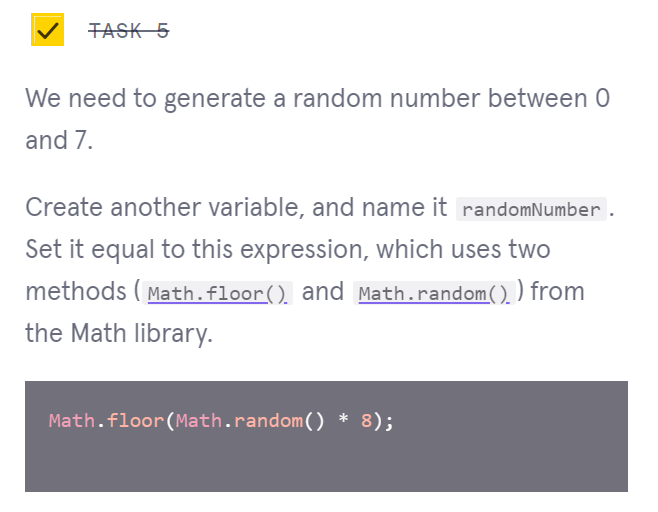 TASK 5
We need to generate a random number between 0
and 7.
Create another variable, and name it randomNumber.
Set it equal to this expression, which uses two
methods (Math.floor() and Math.random()) from
the Math library.
Math.floor(Math.random() * 8);